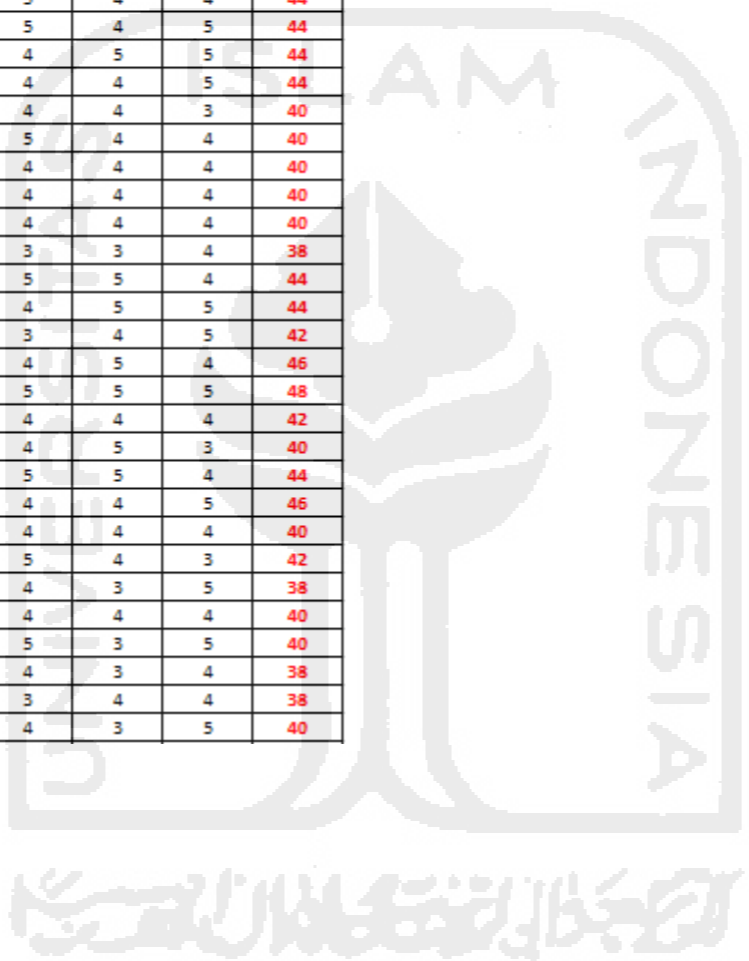 5 4 5 44
4 5 5 44
4 4 5 44
4 4 3 40
5 4 4 40
4 4 4 40
4 4 4 40
4 4 4 40
3 3 4 38
5 5 4 44
4 5 5 44
3 4 5 42
4 5 4 46
5 5 5 48
4 4 4 42
4 5 3 40
5 5 4 44
4 4 5 46
4 4 4 40
5 4 3 42
4 3 5 38
4 4 4 40
5 3 5 40
4 3 4 38
3 4 4 38
4 3 5 40
UNIVERSITAS
ISLAM
INDONESIA